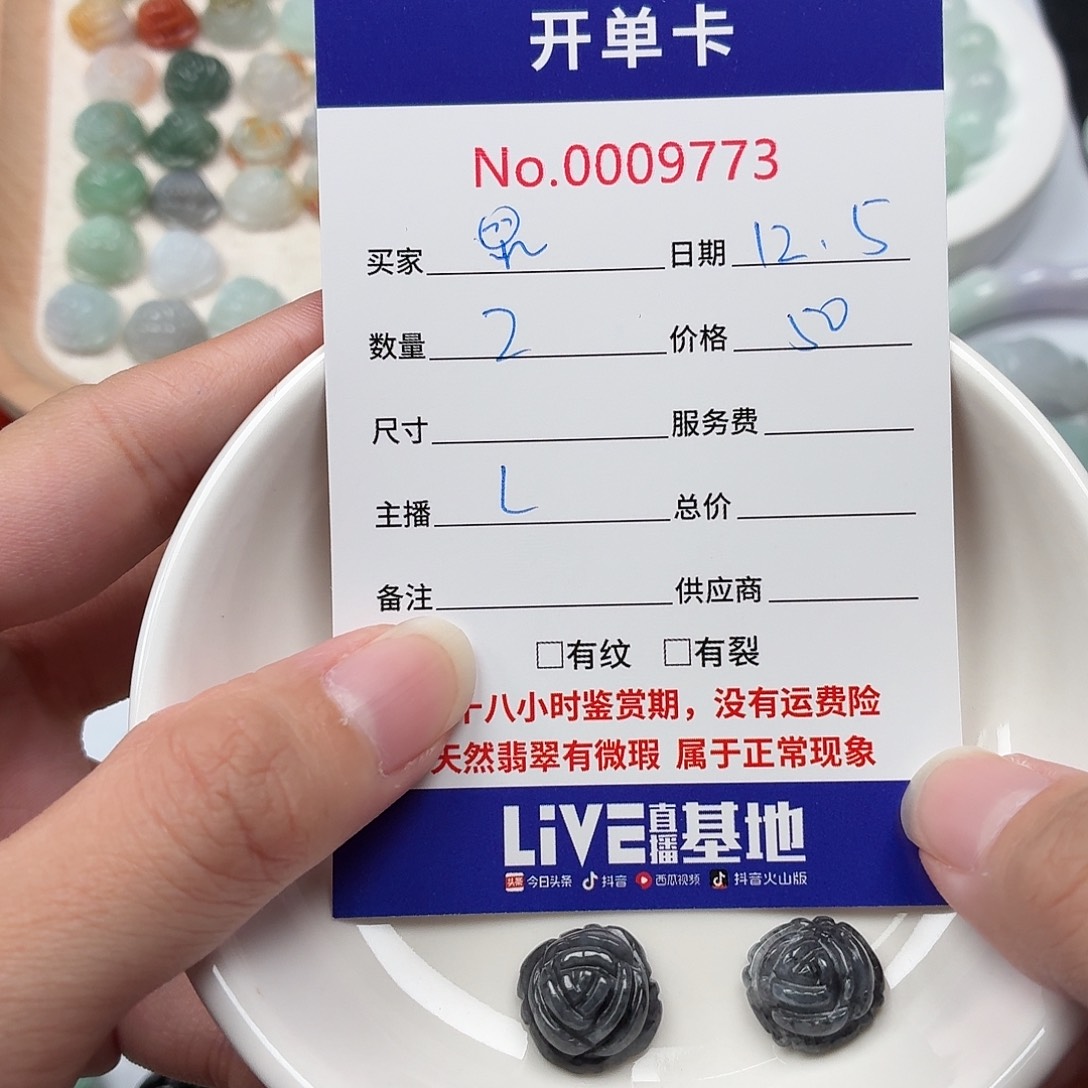 开单卡
No.0009773
买家 果 日期 12.5
数量 2 价格 50
尺寸 服务费
主播 L 总价
备注 供应商
□有纹 □有裂
十八小时鉴赏期，没有运费险
天然翡翠有微瑕 属于正常现象
LiVE直播基地
头条 今日头条 抖音 西瓜视频 抖音火山版